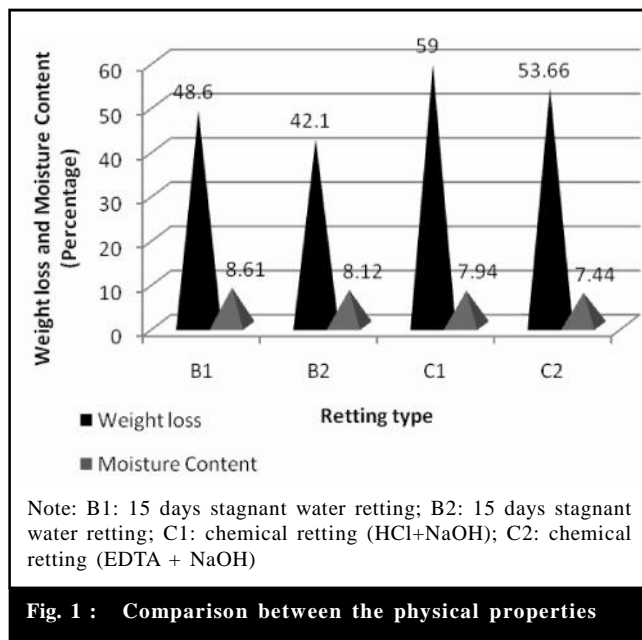 59
60
53.66
48.6
50
42.1
40
30
20
8.61
8.12
7.94
7.44
10
0
B1 B2 C1 C2
Weight loss and Moisture Content
(Percentage)
Weight loss
Retting type
Moisture Content
Note: B1: 15 days stagnant water retting; B2: 15 days stagnant
water retting; C1: chemical retting (HCl+NaOH); C2: chemical
retting (EDTA + NaOH)
Fig. 1 : Comparison between the physical properties